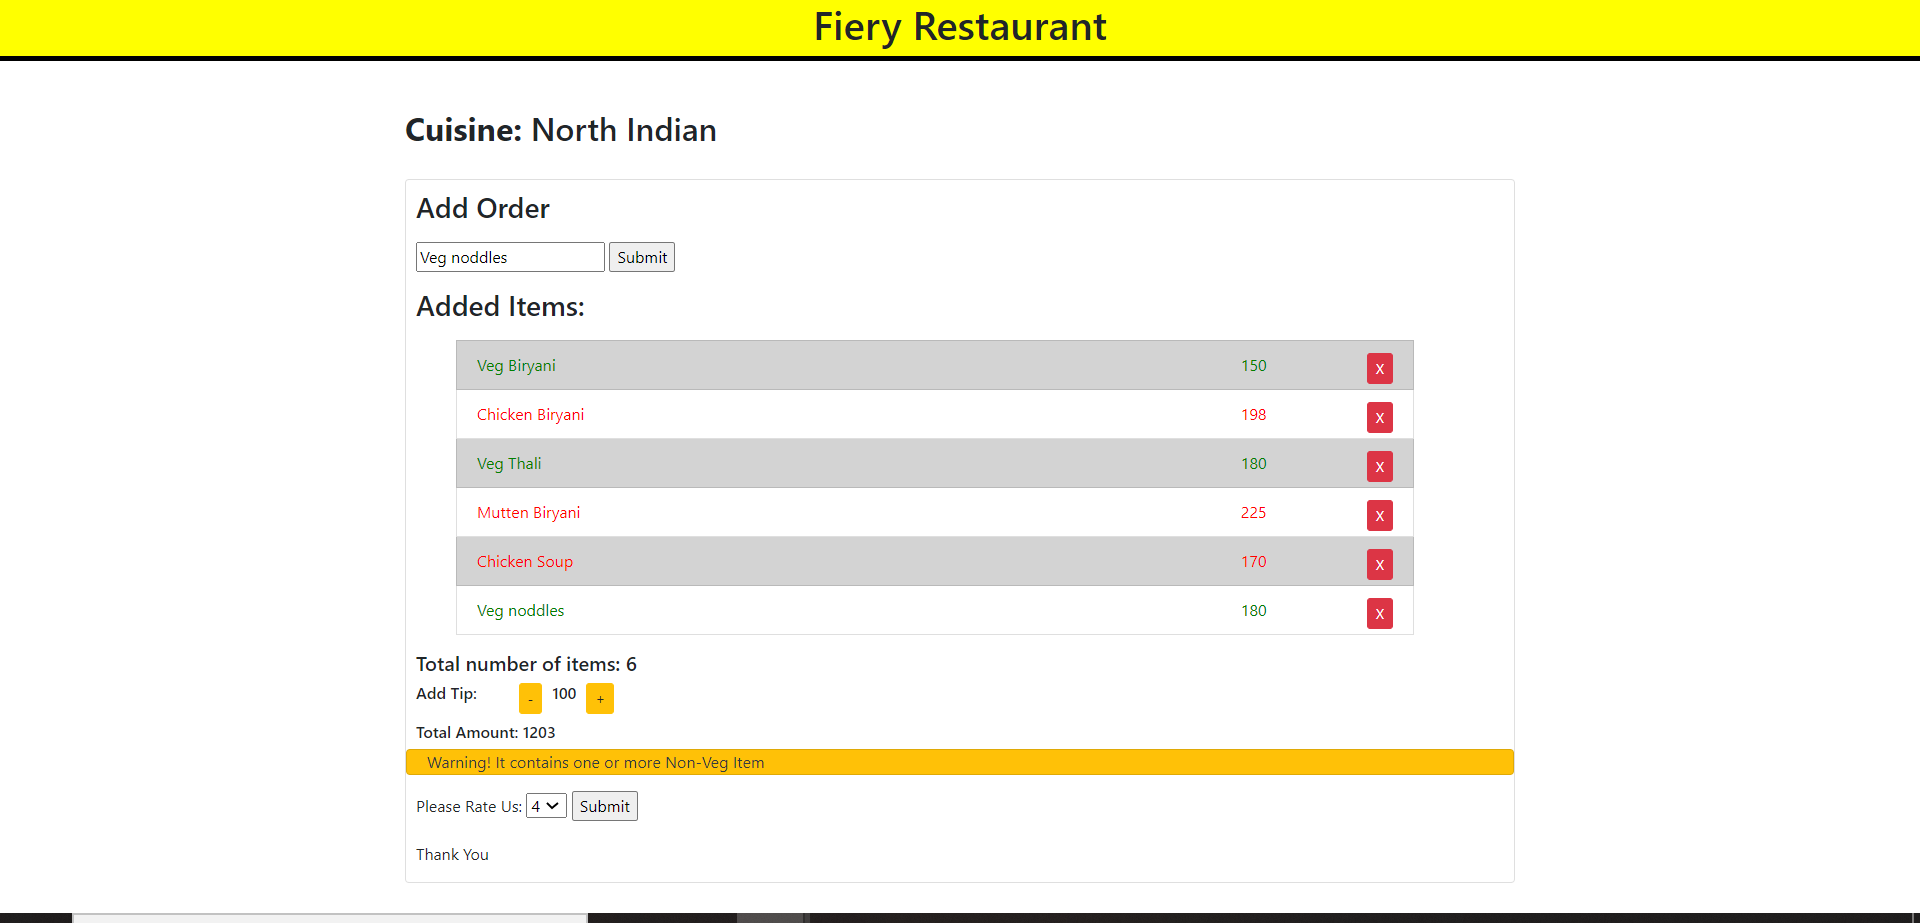 Fiery Restaurant
Cuisine: North Indian
Add Order
Veg noddles Submit
Added Items:
Veg Biryani 150 X
Chicken Biryani 198 X
Veg Thali 180 X
Mutten Biryani 225 X
Chicken Soup 170 X
Veg noddles 180 X
Total number of items: 6
Add Tip: - 100 +
Total Amount: 1203
Warning! It contains one or more Non-Veg Item
Please Rate Us: 4 Submit
Thank You